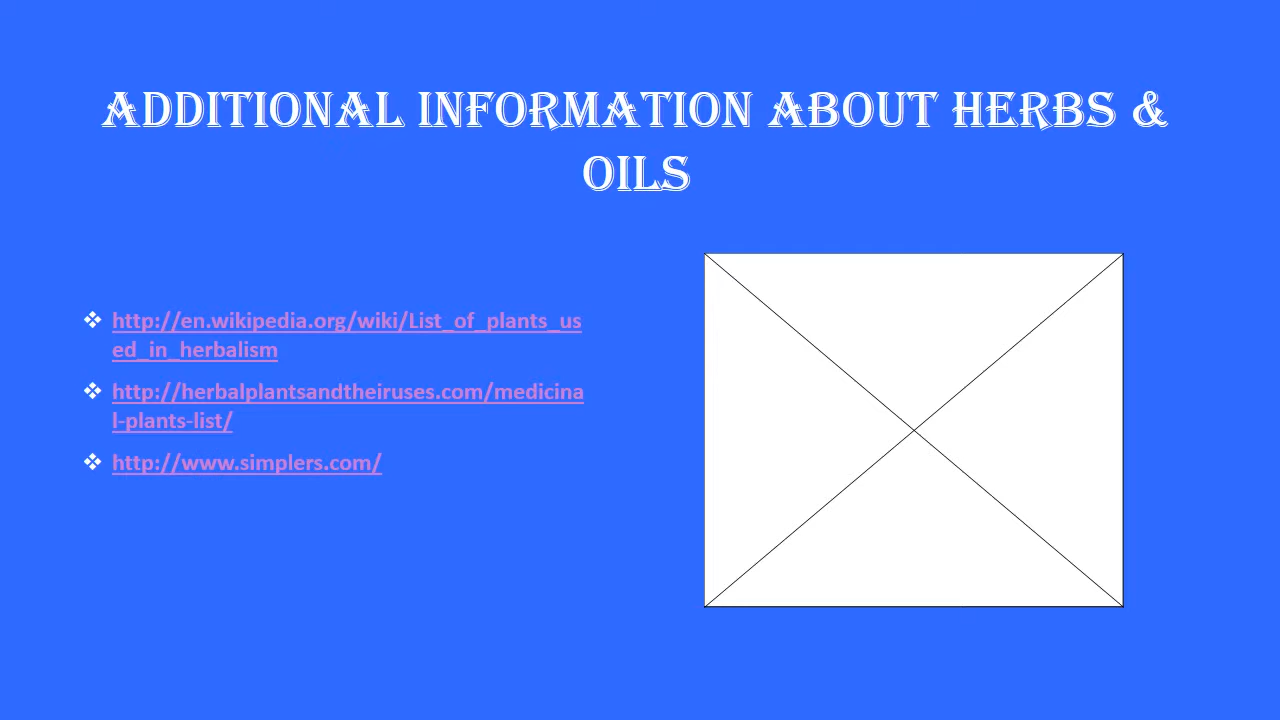 ADDITIONAL INFORMATION ABOUT HERBS &
OILS
❖ http://en.wikipedia.org/wiki/List_of_plants_us
ed_in_herbalism
❖ http://herbalplantsandtheiruses.com/medicina
l-plants-list/
❖ http://www.simplers.com/